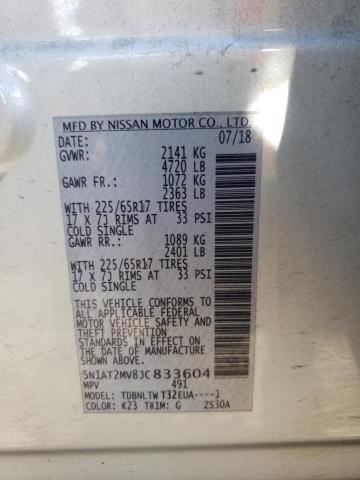 MFD BY NISSAN MOTOR CO., LTD
DATE: 07/18
GVWR: 2141 KG
4720 LB
GAWR FR.: 1072 KG
2363 LB
WITH 225/65R17 TIRES
17 X 7J RIMS AT 33 PSI
COLD SINGLE
GAWR RR.: 1089 KG
2401 LB
WITH 225/65R17 TIRES
17 X 7J RIMS AT 33 PSI
COLD SINGLE
THIS VEHICLE CONFORMS TO
ALL APPLICABLE FEDERAL
MOTOR VEHICLE SAFETY
AND THEFT PREVENTION
STANDARDS IN EFFECT ON
THE DATE OF MANUFACTURE
SHOWN ABOVE.
5N1AT2MV8JC 833604
MPV 491
MODEL: TDBNLTW T32EUA----1
COLOR: K23 TRIM: G ZS30A